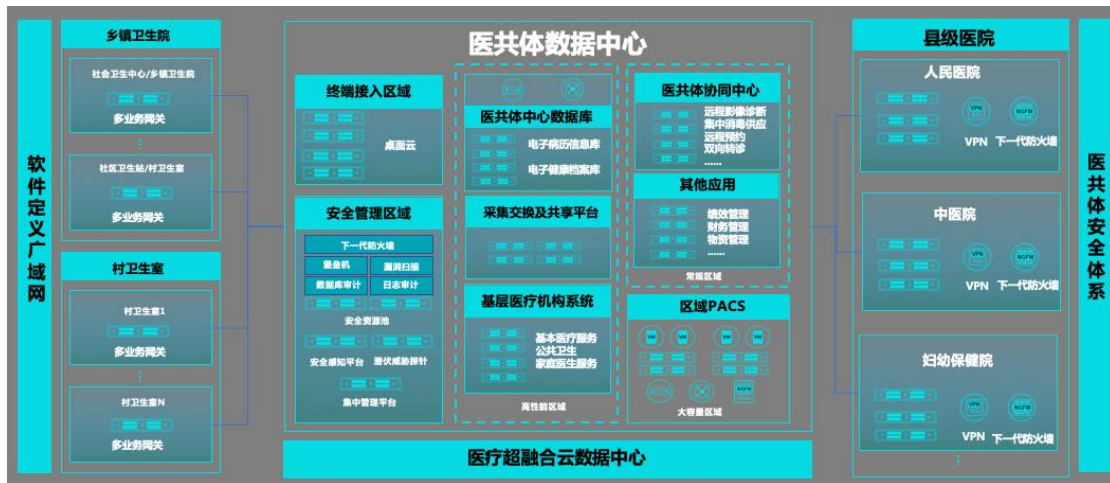 软件定义广域网
乡镇卫生院
社会卫生中心/乡镇卫生院
多业务网关
社区卫生站/村卫生室
多业务网关
村卫生室
村卫生室1
多业务网关
村卫生室N
多业务网关
医共体数据中心
终端接入区域
桌面云
安全管理区域
下一代防火墙
堡垒机
漏洞扫描
数据库审计
日志审计
安全资源池
安全感知平台
潜伏威胁探针
集中管理平台
医共体中心数据库
电子病历信息库
电子健康档案库
采集交换及共享平台
基层医疗机构系统
基本医疗服务
公共卫生
家庭医生服务
高性能区域
医共体协同中心
远程影像诊断
集中消毒供应
远程预约
双向转诊
......
其他应用
绩效管理
财务管理
物资管理
......
常规区域
区域PACS
VM
VM
VM
VM
NGFW
大容量区域
医疗超融合云数据中心
县级医院
人民医院
VPN
NGFW
VPN
下一代防火墙
中医院
VPN
NGFW
VPN
下一代防火墙
妇幼保健院
VPN
NGFW
VPN
下一代防火墙
医共体安全体系